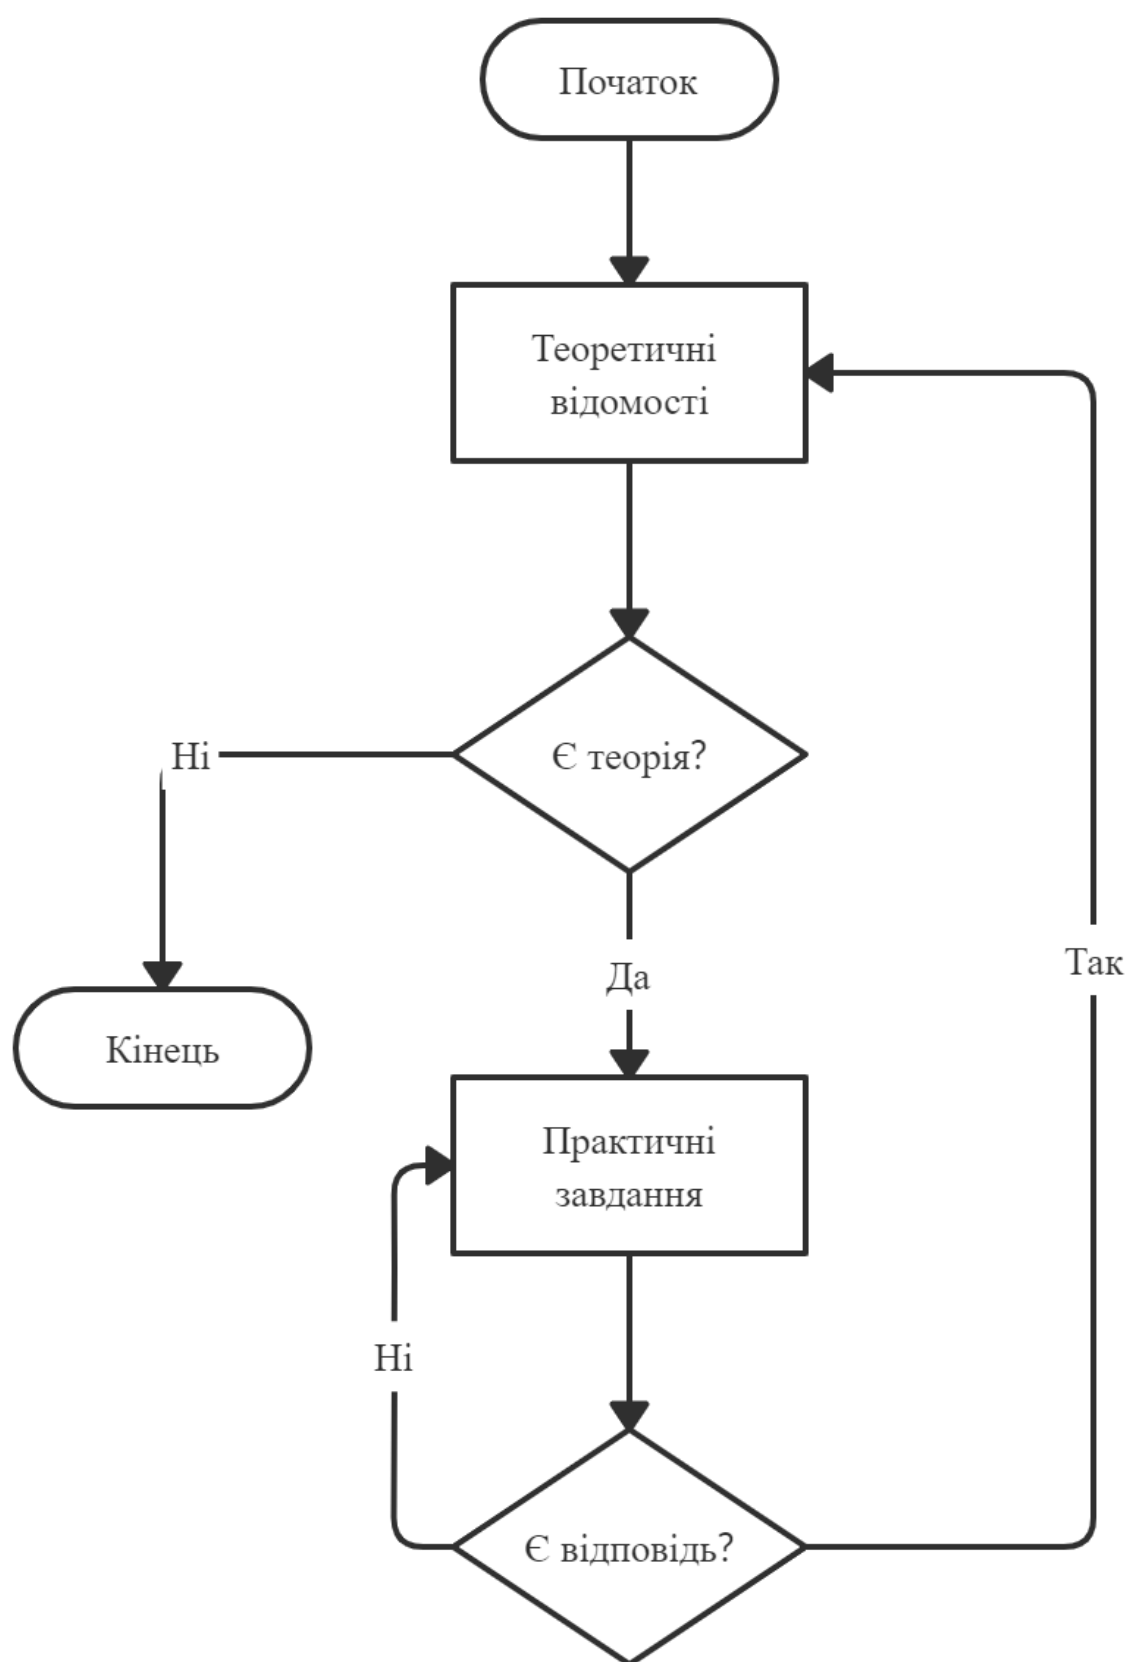 Початок
Теоретичні
відомості
Є теорія?
Ні
Да
Так
Кінець
Практичні
завдання
Ні
Є відповідь?